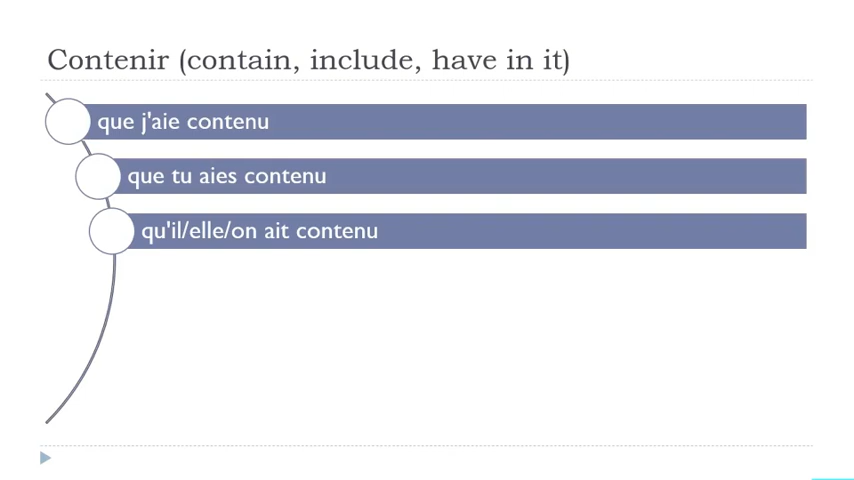 Contenir (contain, include, have in it)
que j'aie contenu
que tu aies contenu
qu'il/elle/on ait contenu